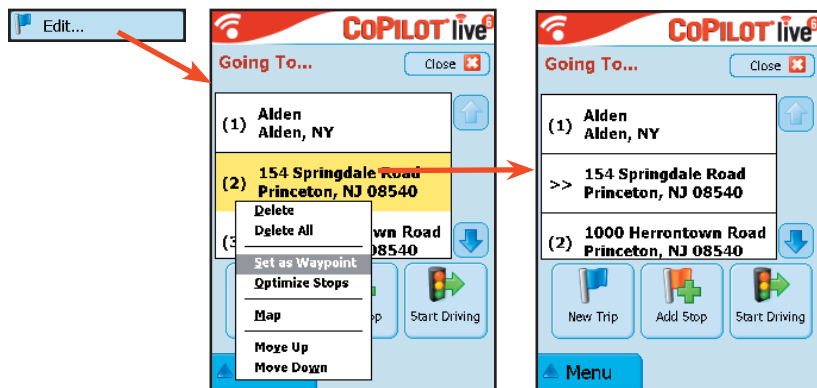 Edit...
CoPILOT live6
Going To...
Close
(1) Alden
Alden, NY
(2) 154 Springdale Road
Princeton, NJ 08540
wn Road
08540
Delete
Delete All
Set as Waypoint
Optimize Stops
Map
Move Up
Move Down
Start Driving
CoPILOT live6
Going To...
Close
(1) Alden
Alden, NY
>> 154 Springdale Road
Princeton, NJ 08540
(2) 1000 Herrontown Road
Princeton, NJ 08540
New Trip
Add Stop
Start Driving
Menu